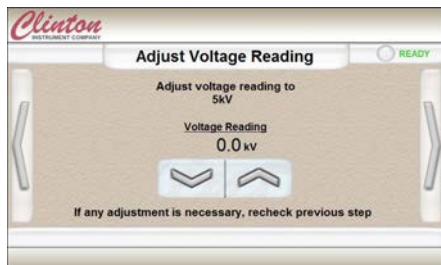 Clinton
INSTRUMENT COMPANY
Adjust Voltage Reading
READY
Adjust voltage reading to
5kV
Voltage Reading
0.0 kV
If any adjustment is necessary, recheck previous step